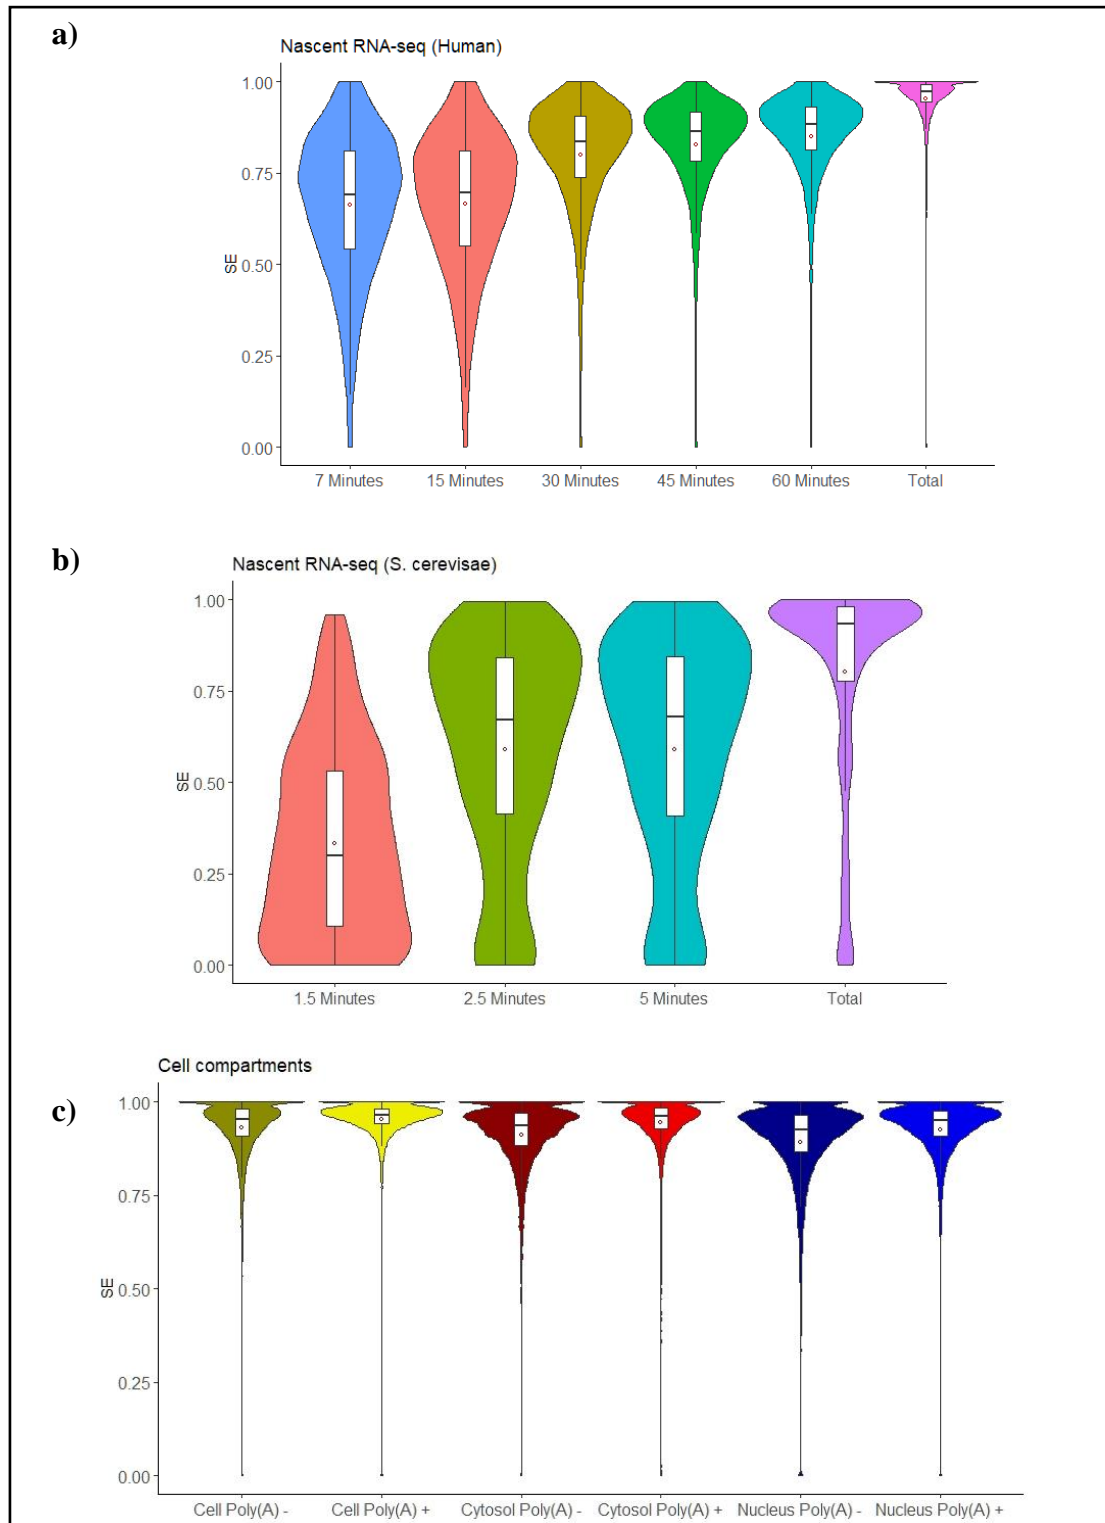 a)
Nascent RNA-seq (Human)
1.00
0.75
0.50
0.25
0.00
SE
7 Minutes 15 Minutes 30 Minutes 45 Minutes 60 Minutes Total
b)
Nascent RNA-seq (S. cerevisae)
1.00
0.75
0.50
0.25
0.00
SE
1.5 Minutes 2.5 Minutes 5 Minutes Total
Cell compartments
c)
1.00
0.75
0.50
0.25
0.00
SE
Cell Poly(A) - Cell Poly(A) + Cytosol Poly(A) - Cytosol Poly(A) + Nucleus Poly(A) - Nucleus Poly(A) +